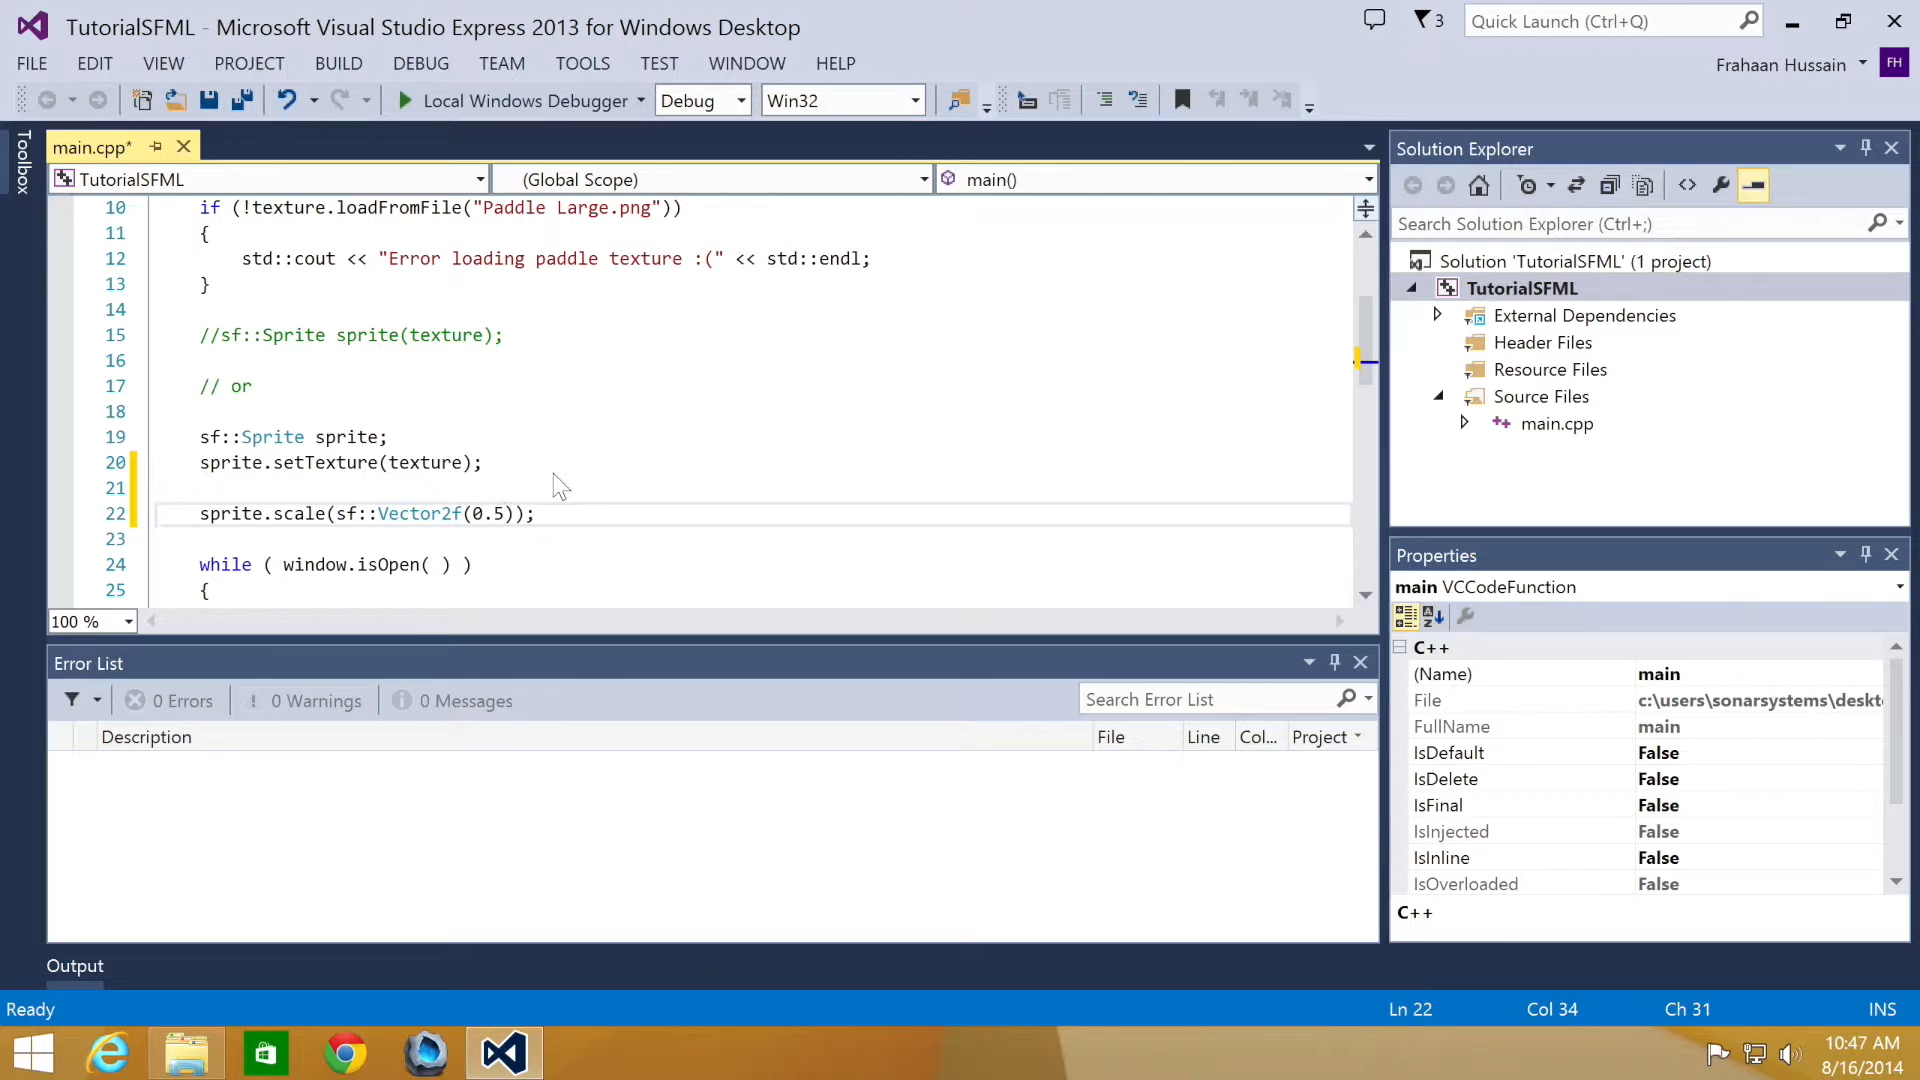 TutorialSFML - Microsoft Visual Studio Express 2013 for Windows Desktop
3
Quick Launch (Ctrl+Q)
FILE EDIT VIEW PROJECT BUILD DEBUG TEAM TOOLS TEST WINDOW HELP
Frahaan Hussain FH
Local Windows Debugger Debug Win32
Toolbox
main.cpp*
TutorialSFML (Global Scope) main()
10 if (!texture.loadFromFile("Paddle Large.png"))
11 {
12 std::cout << "Error loading paddle texture :(" << std::endl;
13 }
14
15 //sf::Sprite sprite(texture);
16
17 // or
18
19 sf::Sprite sprite;
20 sprite.setTexture(texture);
21
22 sprite.scale(sf::Vector2f(0.5));
23
24 while ( window.isOpen( ) )
25 {
100 %
Error List
0 Errors 0 Warnings 0 Messages
Search Error List
Description File Line Col... Project
Output
Solution Explorer
Search Solution Explorer (Ctrl+;)
Solution 'TutorialSFML' (1 project)
TutorialSFML
External Dependencies
Header Files
Resource Files
Source Files
main.cpp
Properties
main VCCodeFunction
C++
(Name) main
File c:\users\sonarsystems\deskt
FullName main
IsDefault False
IsDelete False
IsFinal False
IsInjected False
IsInline False
IsOverloaded False
C++
Ready Ln 22 Col 34 Ch 31 INS
10:47 AM
8/16/2014